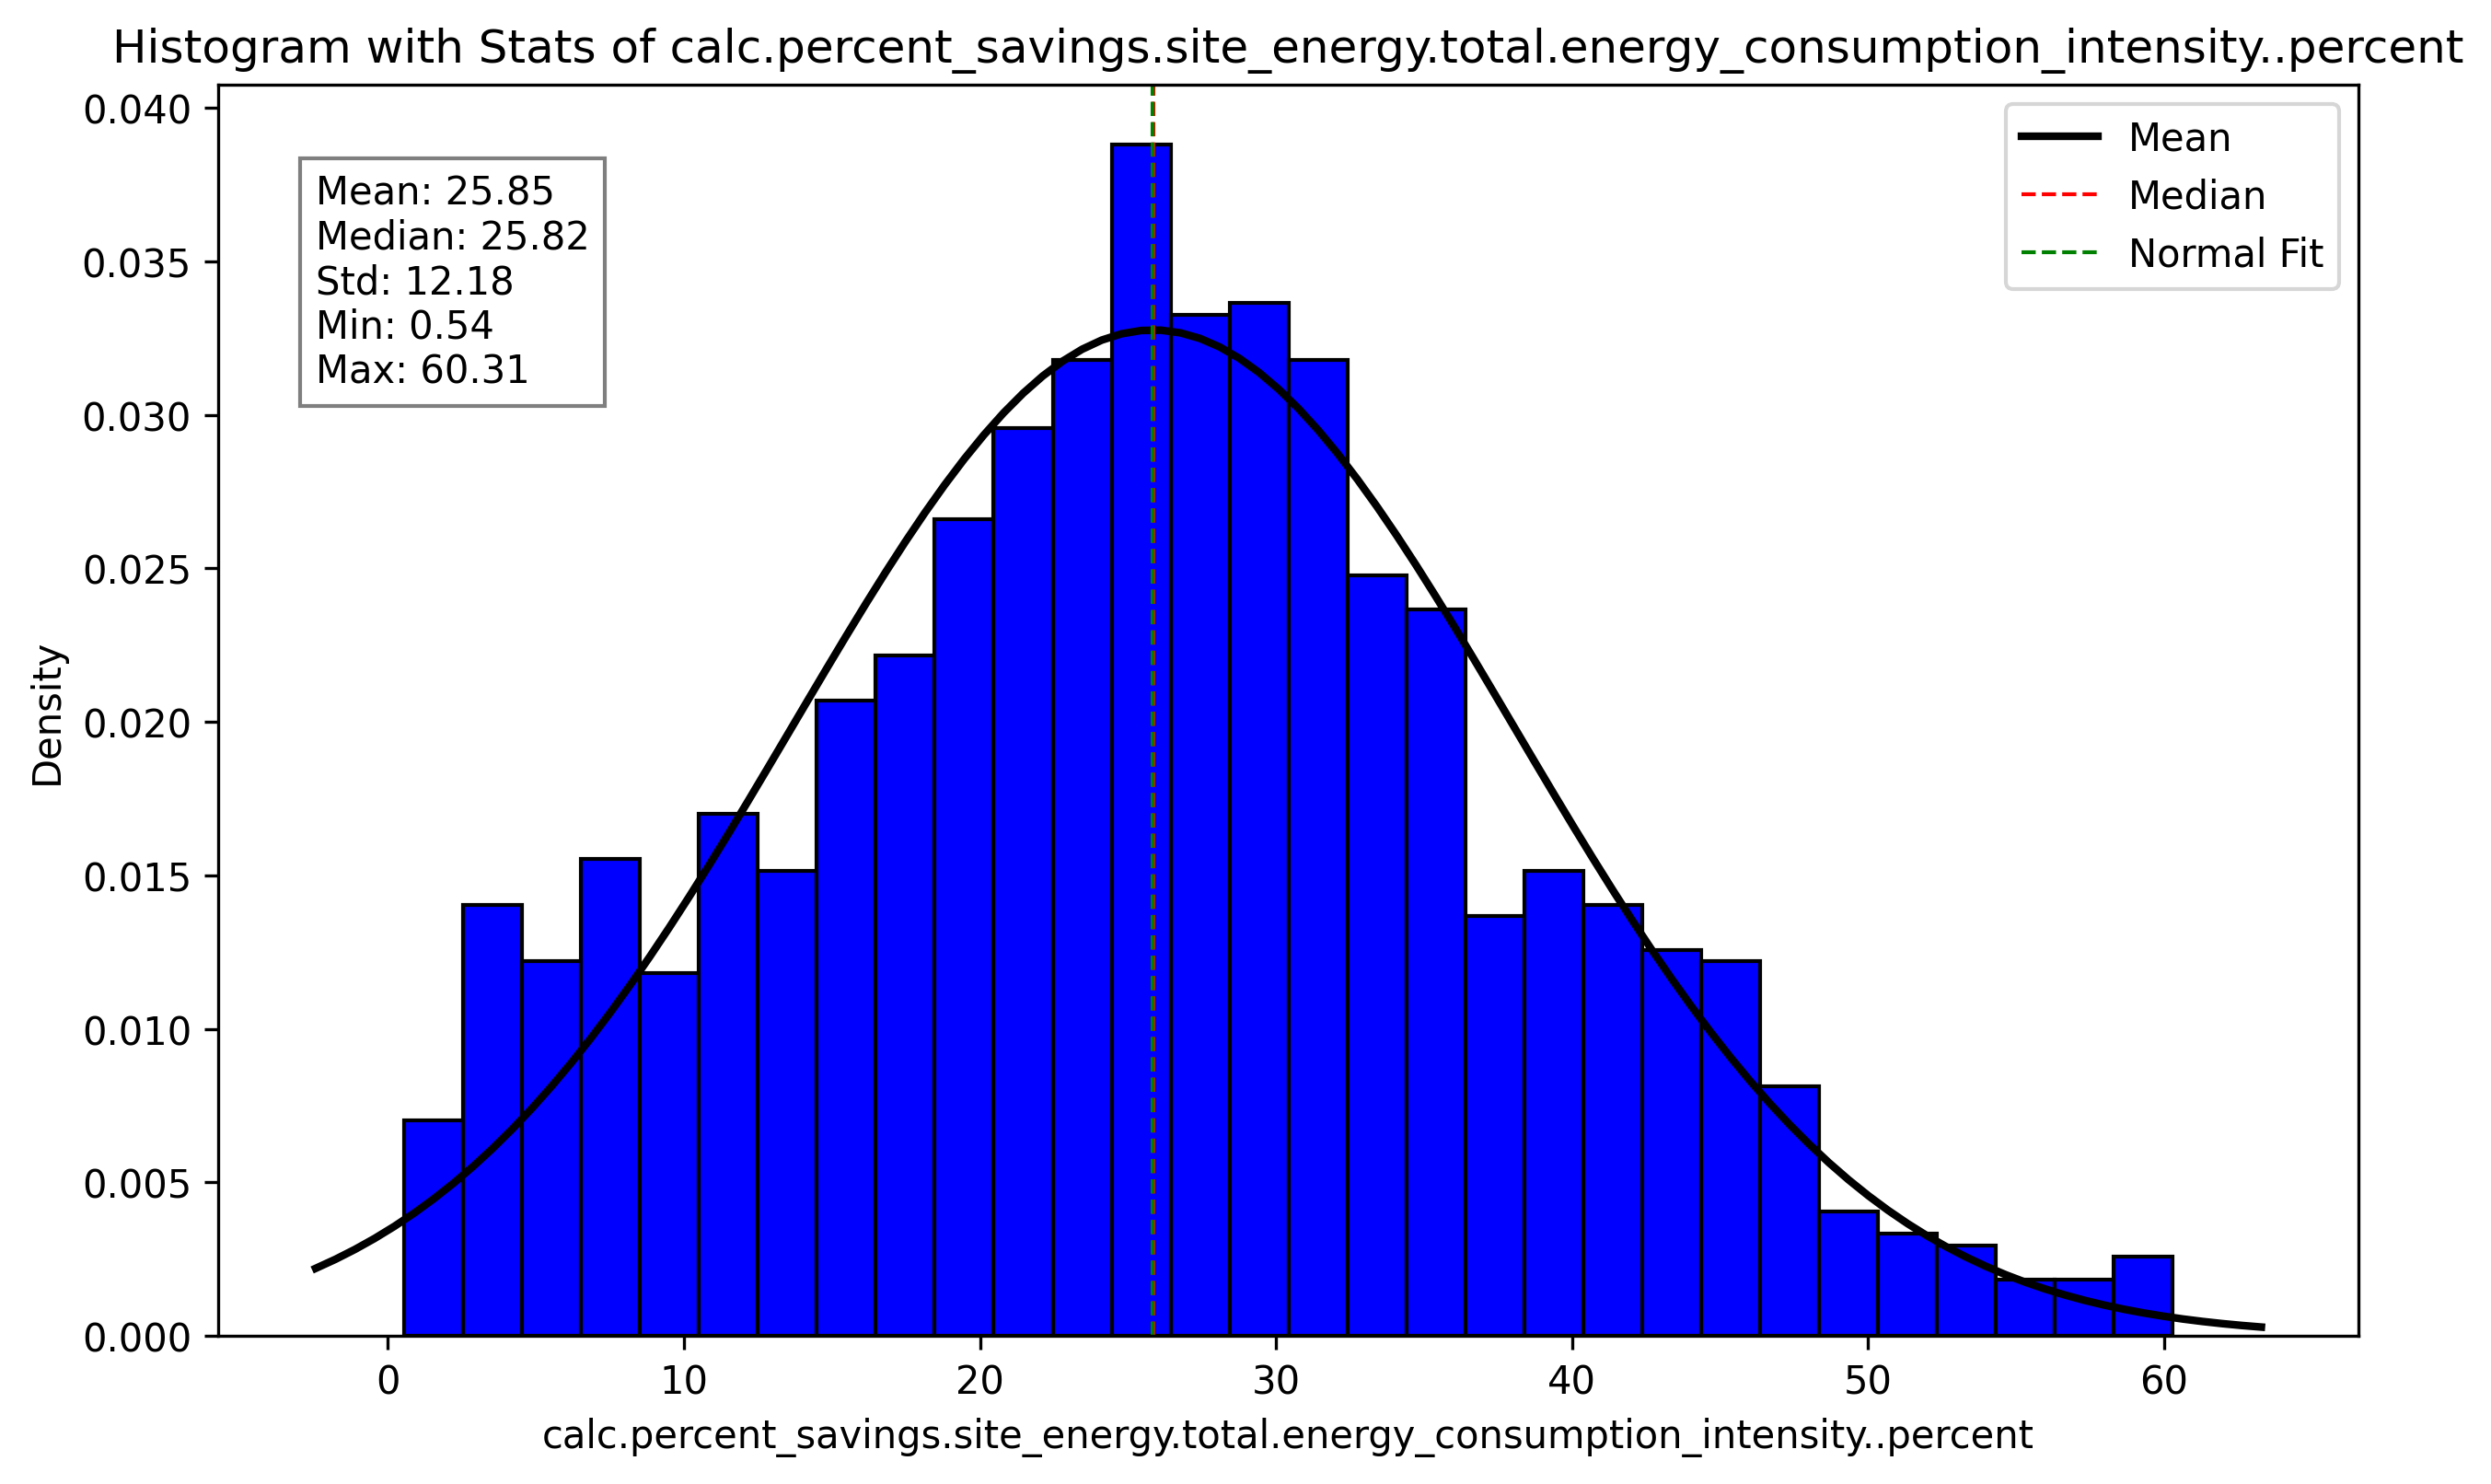 Histogram with Stats of calc.percent_savings.site_energy.total.energy_consumption_intensity..percent
Mean: 25.85
Median: 25.82
Std: 12.18
Min: 0.54
Max: 60.31
Mean
Median
Normal Fit
Density
0.040
0.035
0.030
0.025
0.020
0.015
0.010
0.005
0.000
0 10 20 30 40 50 60
calc.percent_savings.site_energy.total.energy_consumption_intensity..percent